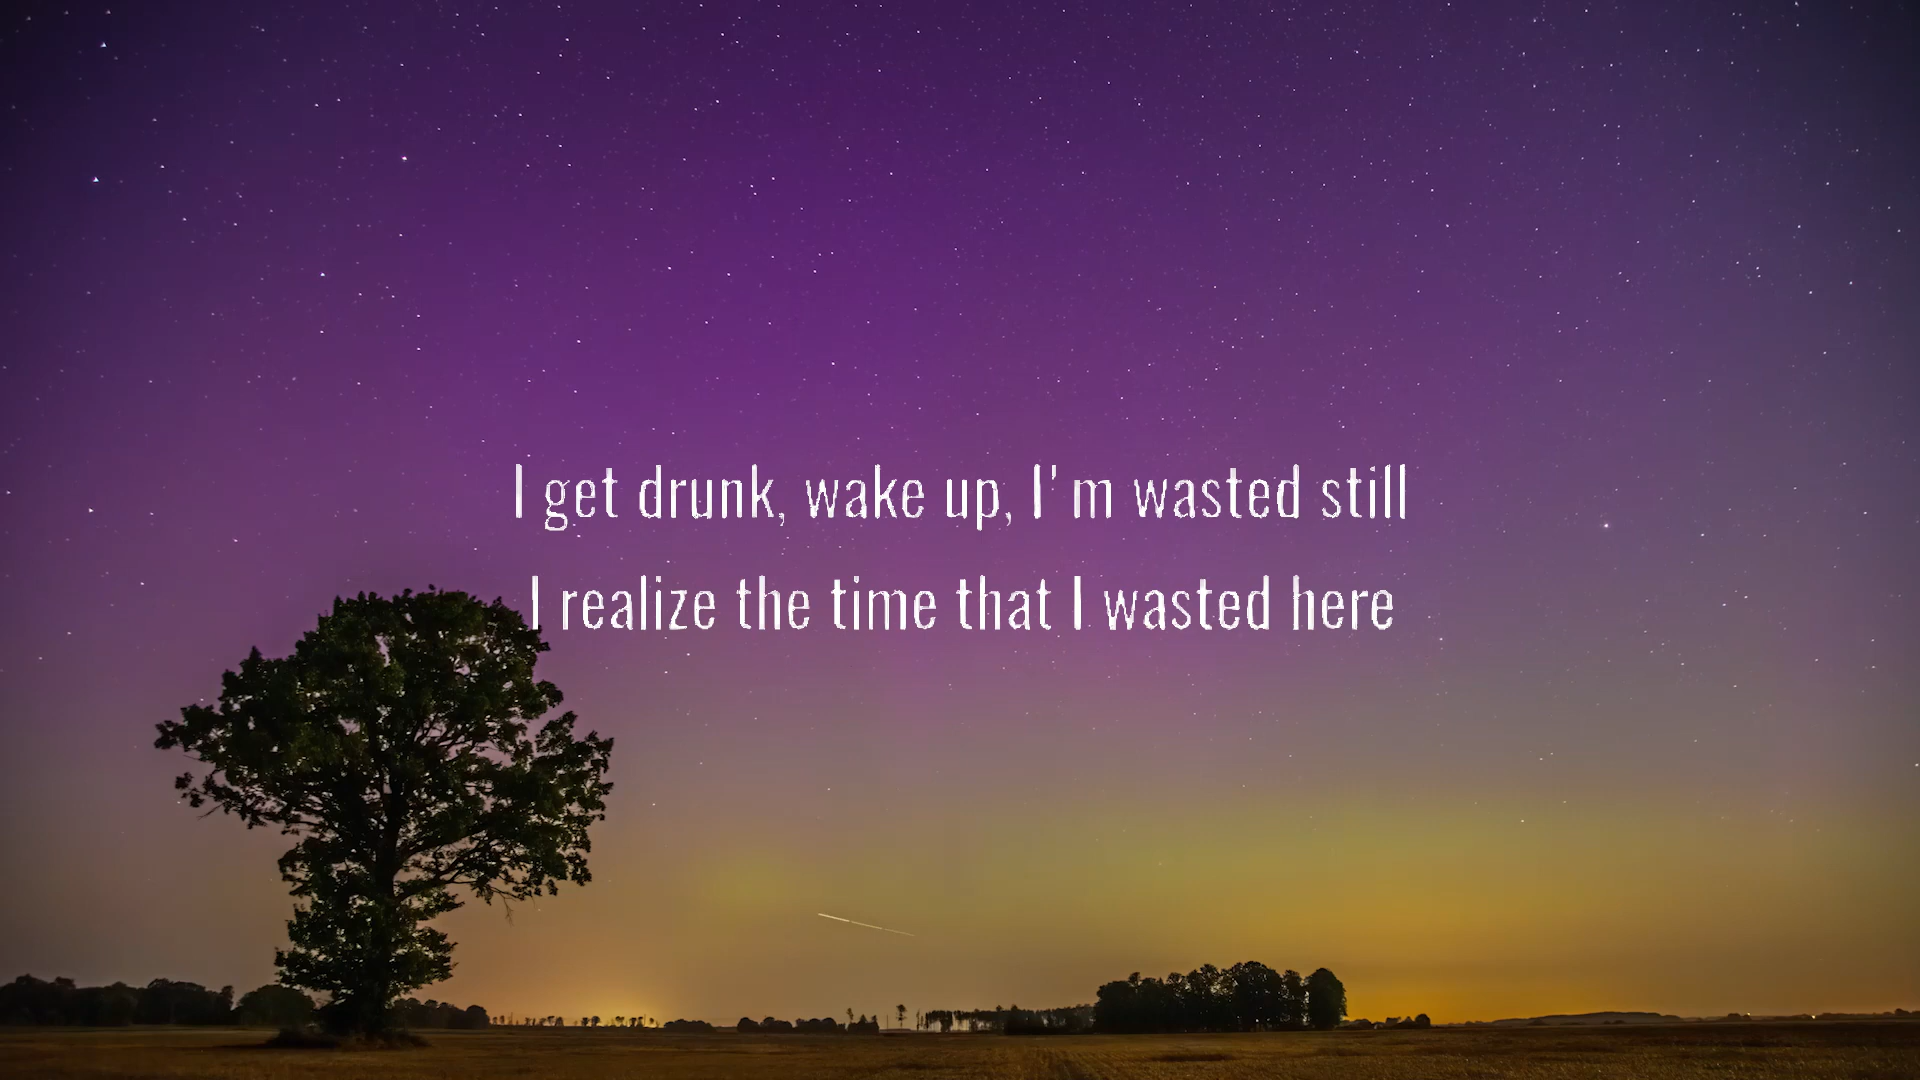 I get drunk, wake up, I'm wasted still
I realize the time that I wasted here